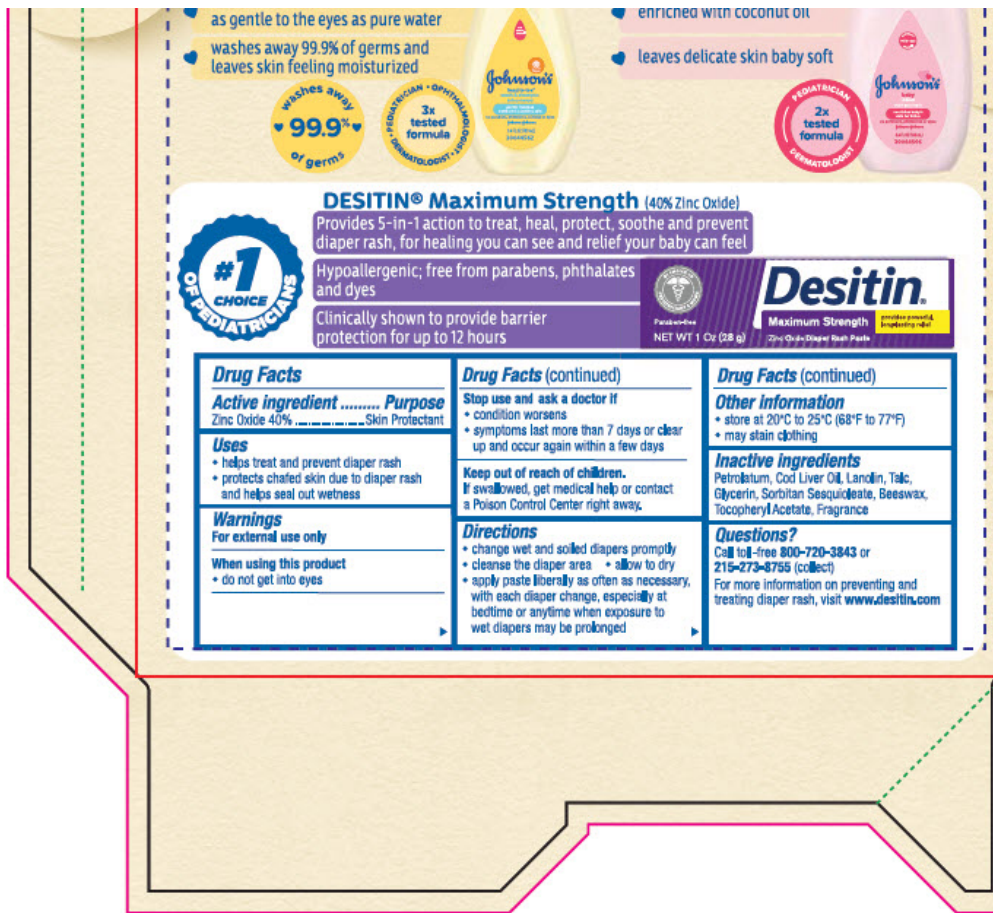 as gentle to the eyes as pure water
washes away 99.9% of germs and
leaves skin feeling moisturized
washes away
99.9%
of germs
PEDIATRICIAN • OPHTHALMOLOGIST • DERMATOLOGIST •
3x
tested
formula
Johnson's
enriched with coconut oil
leaves delicate skin baby soft
PEDIATRICIAN
2x
tested
formula
DERMATOLOGIST
Johnson's
baby
DESITIN® Maximum Strength (40% Zinc Oxide)
Provides 5-in-1 action to treat, heal, protect, soothe and prevent
diaper rash, for healing you can see and relief your baby can feel
#1
CHOICE
OF PEDIATRICIANS
Hypoallergenic; free from parabens, phthalates
and dyes
Clinically shown to provide barrier
protection for up to 12 hours
Desitin®
Maximum Strength
provides powerful,
longlasting relief
Paraben-free
NET WT 1 Oz (28 g)
Zinc Oxide Diaper Rash Paste
Drug Facts
Active ingredient ......... Purpose
Zinc Oxide 40% ................ Skin Protectant
Uses
• helps treat and prevent diaper rash
• protects chafed skin due to diaper rash
and helps seal out wetness
Warnings
For external use only
When using this product
• do not get into eyes
Drug Facts (continued)
Stop use and ask a doctor if
• condition worsens
• symptoms last more than 7 days or clear
up and occur again within a few days
Keep out of reach of children.
If swallowed, get medical help or contact
a Poison Control Center right away.
Directions
• change wet and soiled diapers promptly
• cleanse the diaper area • allow to dry
• apply paste liberally as often as necessary,
with each diaper change, especially at
bedtime or anytime when exposure to
wet diapers may be prolonged
Drug Facts (continued)
Other information
• store at 20°C to 25°C (68°F to 77°F)
• may stain clothing
Inactive ingredients
Petrolatum, Cod Liver Oil, Lanolin, Talc,
Glycerin, Sorbitan Sesquioleate, Beeswax,
Tocopheryl Acetate, Fragrance
Questions?
Call toll-free 800-720-3843 or
215-273-8755 (collect)
For more information on preventing and
treating diaper rash, visit www.desitin.com